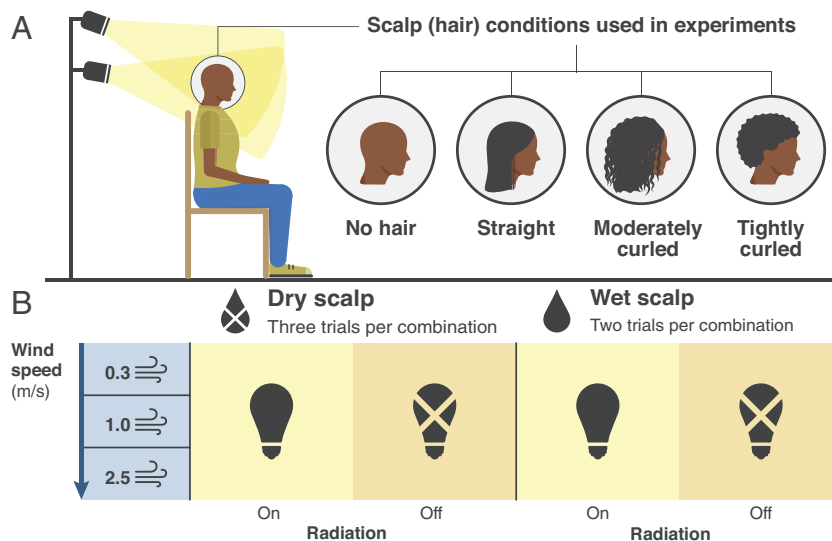 A
Scalp (hair) conditions used in experiments
No hair
Straight
Moderately
curled
Tightly
curled
B
Dry scalp
Three trials per combination
Wet scalp
Two trials per combination
Wind
speed
(m/s)
0.3
1.0
2.5
On
Off
On
Off
Radiation
Radiation